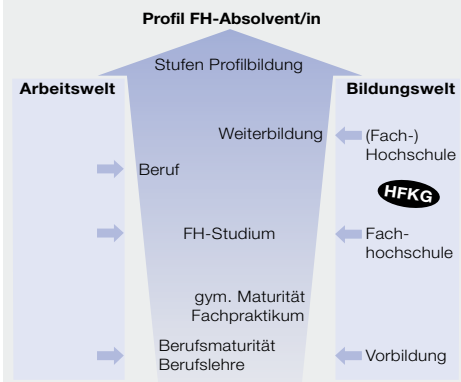 Profil FH-Absolvent/in
Stufen Profilbildung
Arbeitswelt
Bildungswelt
Weiterbildung
(Fach-)
Hochschule
Beruf
HFKG
FH-Studium
Fach-
hochschule
gym. Maturität
Fachpraktikum
Berufsmaturität
Berufslehre
Vorbildung